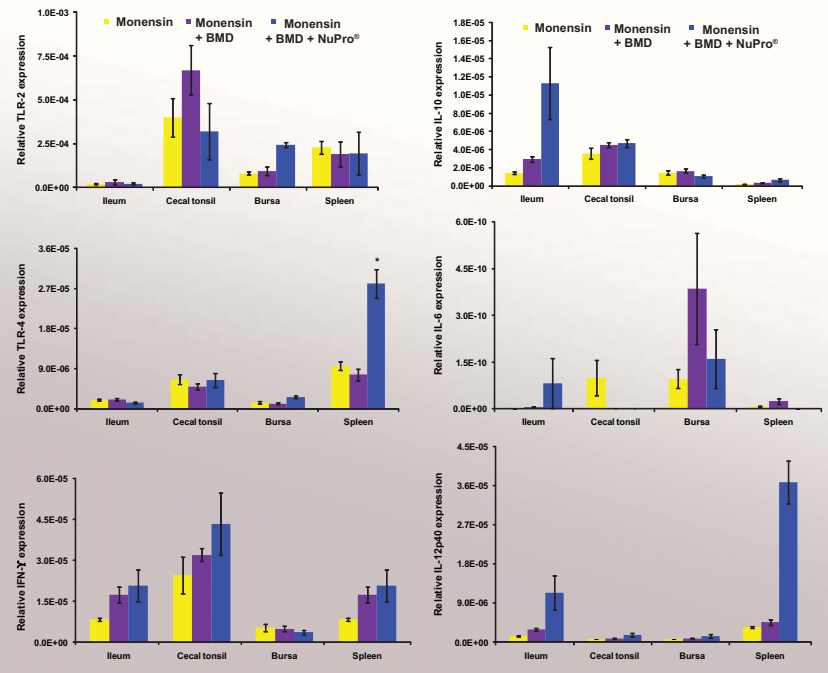 Relative TLR-2 expression
1.0E-03
7.5E-04
5.0E-04
2.5E-04
0.0E+00
Monensin
Monensin
+ BMD
Monensin
+ BMD + NuPro®
Ileum
Cecal tonsil
Bursa
Spleen
Relative IL-10 expression
1.8E-05
1.6E-05
1.4E-05
1.2E-05
1.0E-05
8.0E-06
6.0E-06
4.0E-06
2.0E-06
0.0E+00
Monensin
Monensin
+ BMD
Monensin
+ BMD + NuPro®
Ileum
Cecal tonsil
Bursa
Spleen
Relative TLR-4 expression
3.6E-05
2.7E-05
1.8E-05
9.0E-06
0.0E+00
*
Ileum
Cecal tonsil
Bursa
Spleen
Relative IL-6 expression
6.0E-10
4.5E-10
3.0E-10
1.5E-10
0.0E+00
Ileum
Cecal tonsil
Bursa
Spleen
Relative IFN-ϒ expression
6.0E-05
4.5E-05
3.0E-05
1.5E-05
0.0E+00
Ileum
Cecal tonsil
Bursa
Spleen
Relative IL-12p40 expression
4.5E-05
3.6E-05
2.7E-05
1.8E-05
9.0E-06
0.0E+00
Ileum
Cecal tonsil
Bursa
Spleen